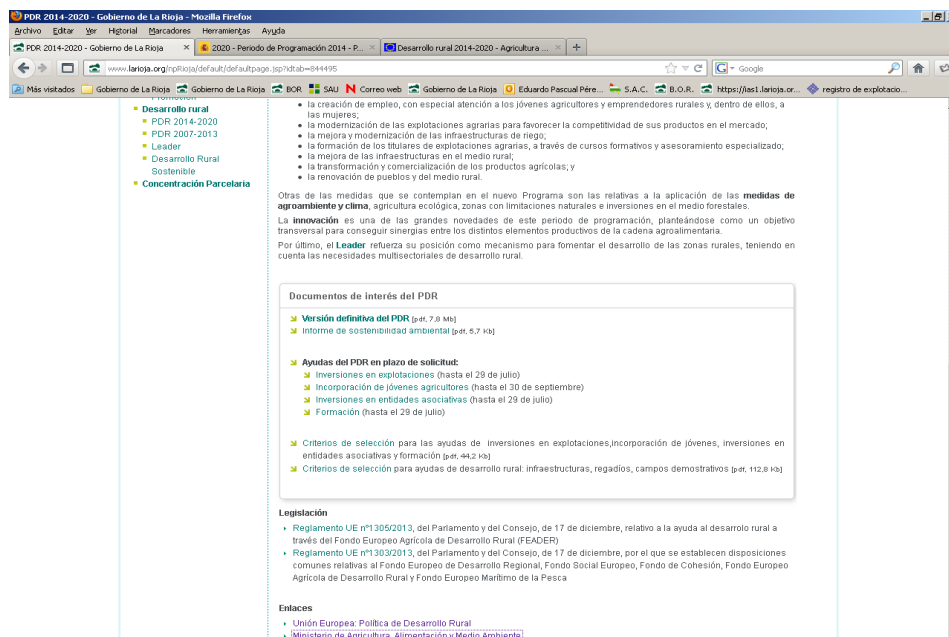 PDR 2014-2020 - Gobierno de La Rioja - Mozilla Firefox
Archivo Editar Ver Historial Marcadores Herramientas Ayuda
PDR 2014-2020 - Gobierno de La Rioja × 2020 - Periodo de Programación 2014 - P... × Desarrollo rural 2014-2020 - Agricultura ... × +
www.larioja.org/npRioja/default/defaultpage.jsp?idtab=844495 Google
Más visitados Gobierno de La Rioja Gobierno de La Rioja BOR SAU Correo web Gobierno de La Rioja Eduardo Pascual Pére... S.A.C. B.O.R. https://ias1.larioja.or... registro de explotacio...
Promoción
Desarrollo rural
PDR 2014-2020
PDR 2007-2013
Leader
Desarrollo Rural
Sostenible
Concentración Parcelaria
la creación de empleo, con especial atención a los jóvenes agricultores y emprendedores rurales y, dentro de ellos, a
las mujeres;
la modernización de las explotaciones agrarias para favorecer la competitividad de sus productos en el mercado;
la mejora y modernización de las infraestructuras de riego;
la formación de los titulares de explotaciones agrarias, a través de cursos formativos y asesoramiento especializado;
la mejora de las infraestructuras en el medio rural;
la transformación y comercialización de los productos agrícolas; y
la renovación de pueblos y del medio rural.
Otras de las medidas que se contemplan en el nuevo Programa son las relativas a la aplicación de las medidas de
agroambiente y clima, agricultura ecológica, zonas con limitaciones naturales e inversiones en el medio forestales.
La innovación es una de las grandes novedades de este periodo de programación, planteándose como un objetivo
transversal para conseguir sinergias entre los distintos elementos productivos de la cadena agroalimentaria.
Por último, el Leader refuerza su posición como mecanismo para fomentar el desarrollo de las zonas rurales, teniendo en
cuenta las necesidades multisectoriales de desarrollo rural.
Documentos de interés del PDR
Versión definitiva del PDR [pdf, 7,8 Mb]
Informe de sostenibilidad ambiental [pdf, 5,7 Kb]
Ayudas del PDR en plazo de solicitud:
Inversiones en explotaciones (hasta el 29 de julio)
Incorporación de jóvenes agricultores (hasta el 30 de septiembre)
Inversiones en entidades asociativas (hasta el 29 de julio)
Formación (hasta el 29 de julio)
Criterios de selección para las ayudas de inversiones en explotaciones,incorporación de jóvenes, inversiones en
entidades asociativas y formación [pdf, 44,2 Kb]
Criterios de selección para ayudas de desarrollo rural: infraestructuras, regadíos, campos demostrativos [pdf, 112,8 Kb]
Legislación
Reglamento UE nº1305/2013, del Parlamento y del Consejo, de 17 de diciembre, relativo a la ayuda al desarrolo rural a
través del Fondo Europeo Agrícola de Desarrollo Rural (FEADER)
Reglamento UE nº1303/2013, del Parlamento y del Consejo, de 17 de diciembre, por el que se establecen disposiciones
comunes relativas al Fondo Europeo de Desarrollo Regional, Fondo Social Europeo, Fondo de Cohesión, Fondo Europeo
Agrícola de Desarrollo Rural y Fondo Europeo Marítimo de la Pesca
Enlaces
Unión Europea: Política de Desarrollo Rural
Ministerio de Agricultura, Alimentación y Medio Ambiente